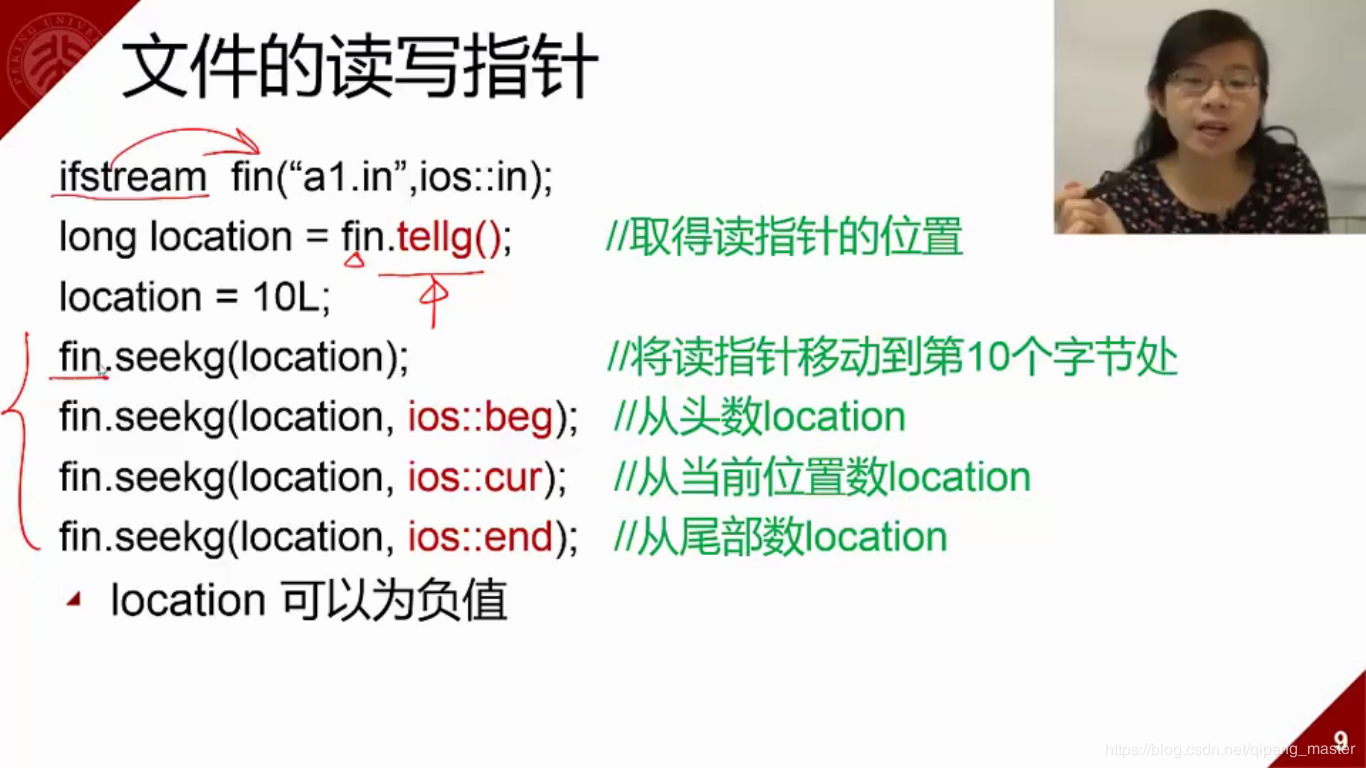 文件的读写指针
ifstream fin(“a1.in”,ios::in);
long location = fin.tellg(); //取得读指针的位置
location = 10L;
fin.seekg(location); //将读指针移动到第10个字节处
fin.seekg(location, ios::beg); //从头数location
fin.seekg(location, ios::cur); //从当前位置数location
fin.seekg(location, ios::end); //从尾部数location
location 可以为负值
9
https://blog.csdn.net/qipang_master